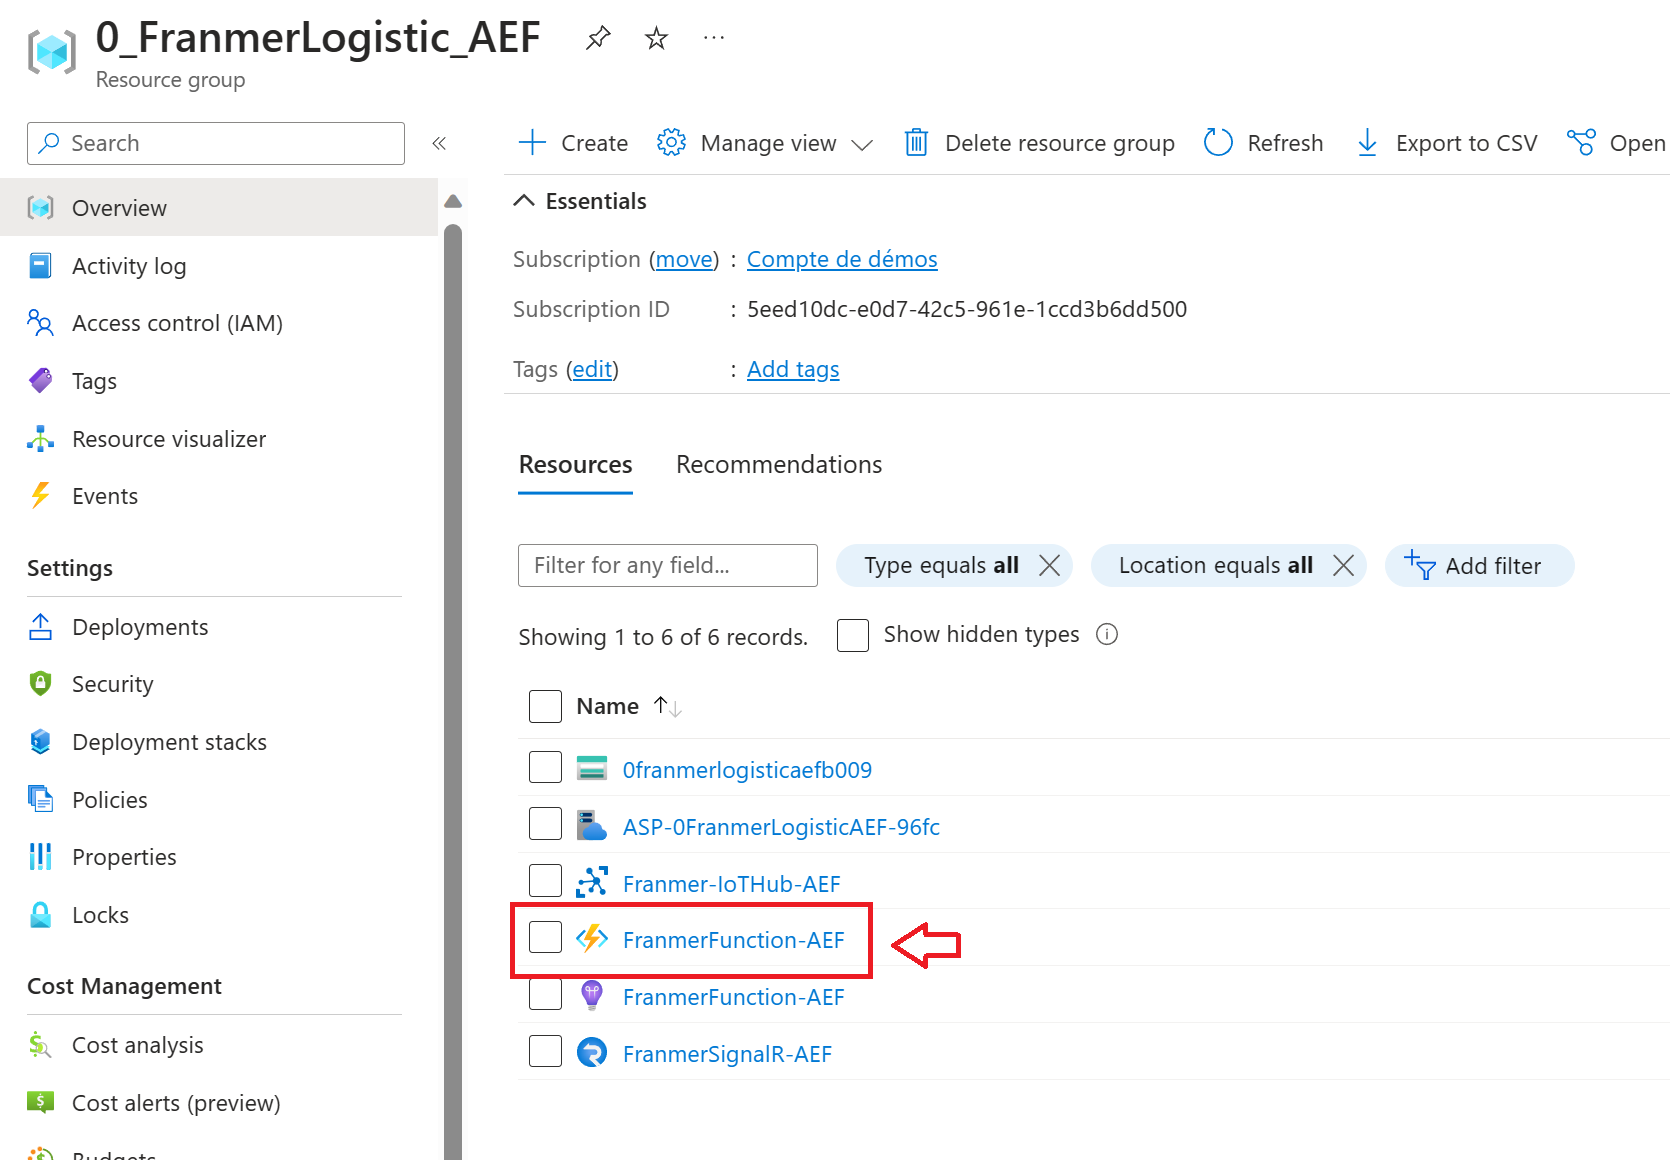 0_FranmerLogistic_AEF
Resource group
Search
Create
Manage view
Delete resource group
Refresh
Export to CSV
Open
Overview
Activity log
Access control (IAM)
Tags
Resource visualizer
Events
Settings
Deployments
Security
Deployment stacks
Policies
Properties
Locks
Cost Management
Cost analysis
Cost alerts (preview)
Budgets
Essentials
Subscription (move) : Compte de démos
Subscription ID : 5eed10dc-e0d7-42c5-961e-1ccd3b6dd500
Tags (edit) : Add tags
Resources Recommendations
Filter for any field... Type equals all Location equals all Add filter
Showing 1 to 6 of 6 records. Show hidden types
Name
0franmerlogisticaefb009
ASP-0FranmerLogisticAEF-96fc
Franmer-IoTHub-AEF
FranmerFunction-AEF
FranmerFunction-AEF
FranmerSignalR-AEF